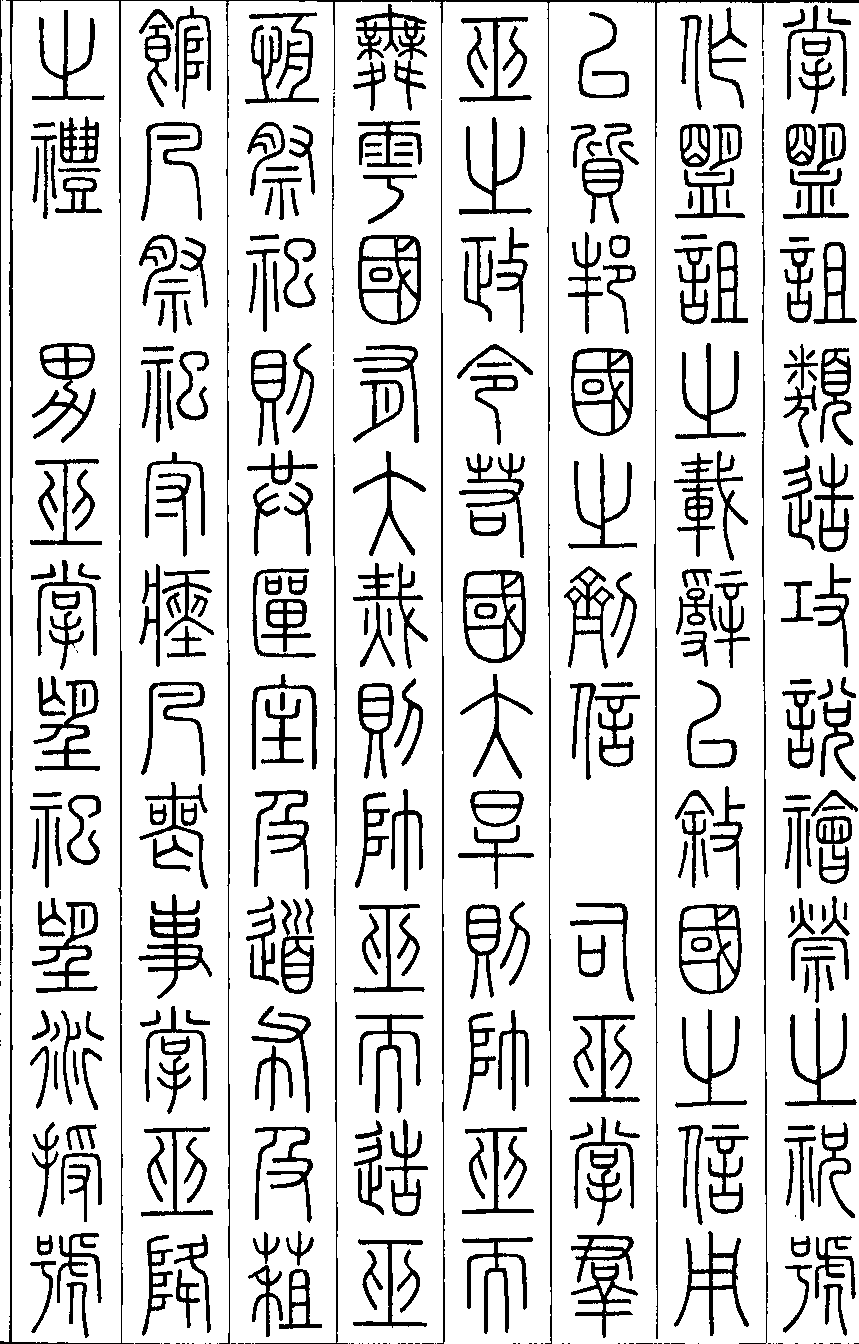 掌盟詛類造攻說禬禜之祝號
作盟詛之載辭以敘國之信用
以質邦國之劑信 司巫掌羣
巫之政令若國大旱則帥巫而
舞雩國有大烖則帥巫而造巫
恆祭祀則共匰宔及道布及蒩
館凡祭祀守瘞凡喪事掌巫降
之禮 男巫掌望祀望衍授號